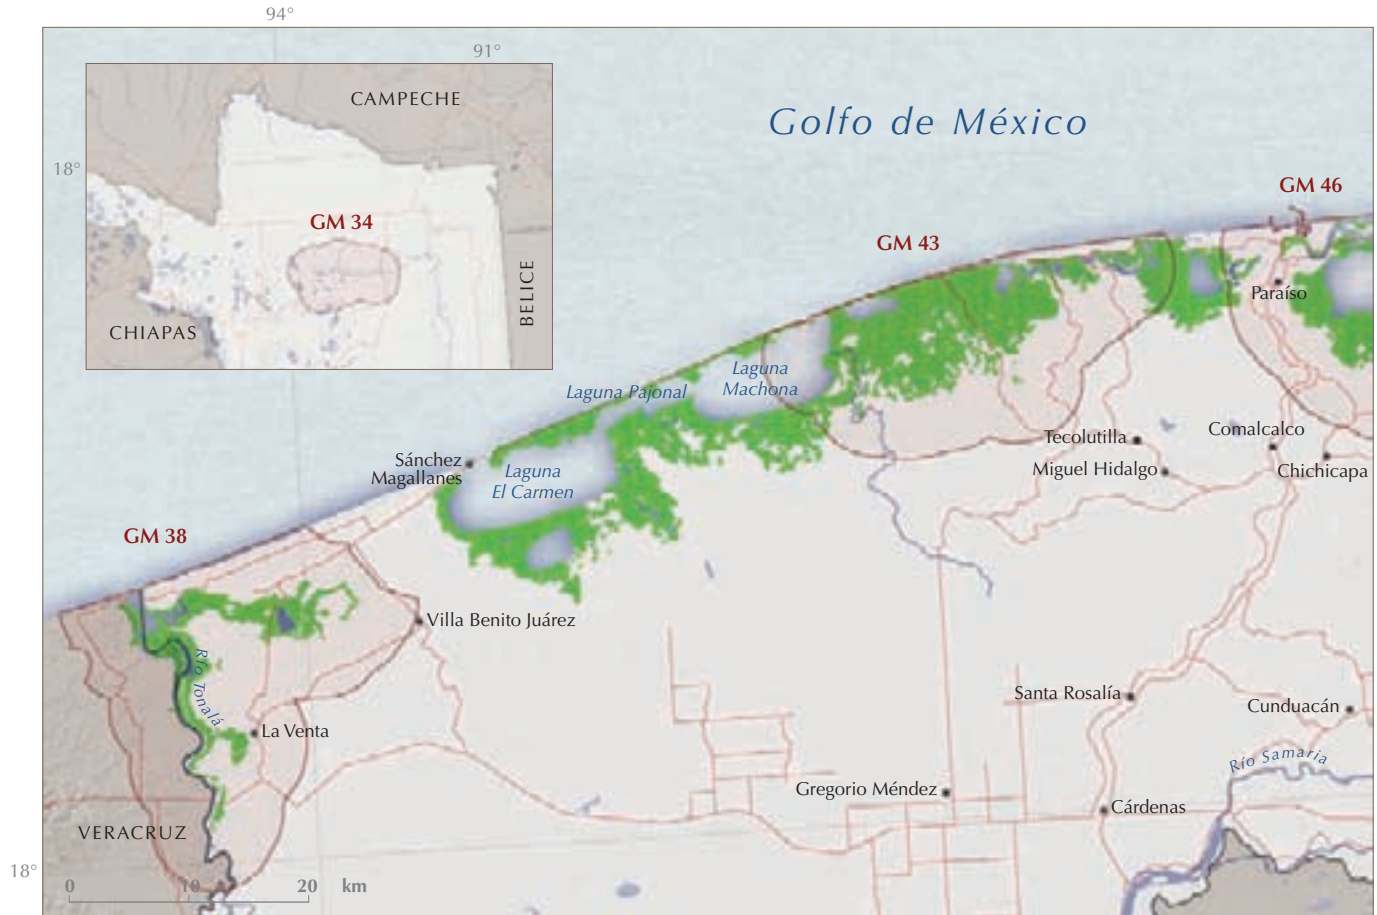 94°
91°
CAMPECHE
Golfo de México
18°
GM 46
GM 34
GM 43
BELICE
Paraíso
CHIAPAS
Laguna
Machona
Laguna Pajonal
Comalcalco
Tecolutilla
Sánchez
Magallanes
Miguel Hidalgo
Chichicapa
Laguna
El Carmen
GM 38
Villa Benito Juárez
Río Tonalá
Santa Rosalía
Cunduacán
La Venta
Río Samaria
Gregorio Méndez
Cárdenas
VERACRUZ
18°
0 10 20 km